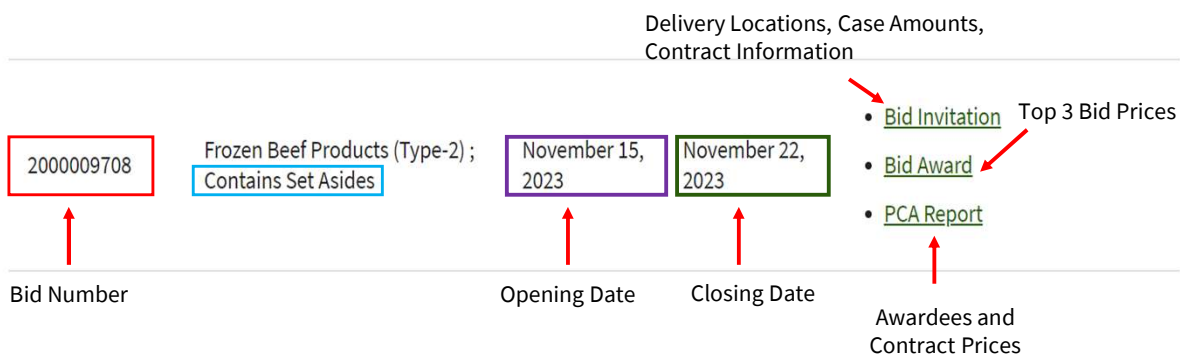 Delivery Locations, Case Amounts,
Contract Information
2000009708
Frozen Beef Products (Type-2) ;
Contains Set Asides
November 15,
2023
November 22,
2023
• Bid Invitation
Top 3 Bid Prices
• Bid Award
• PCA Report
Bid Number
Opening Date
Closing Date
Awardees and
Contract Prices